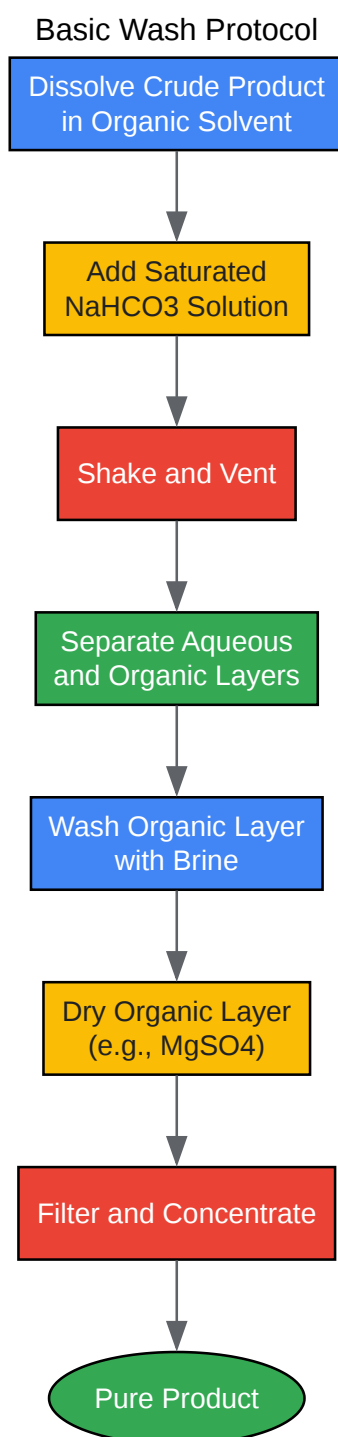 Basic Wash Protocol
Dissolve Crude Product
in Organic Solvent
Add Saturated
NaHCO3 Solution
Shake and Vent
Separate Aqueous
and Organic Layers
Wash Organic Layer
with Brine
Dry Organic Layer
(e.g., MgSO4)
Filter and Concentrate
Pure Product